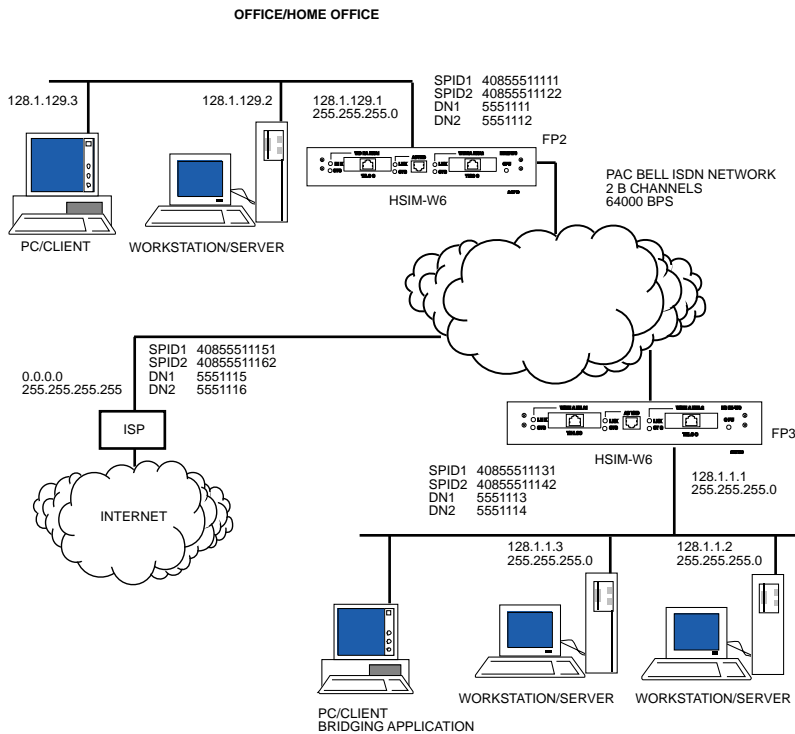 OFFICE/HOME OFFICE
SPID1 40855511111
SPID2 40855511122
DN1 5551111
DN2 5551112
128.1.129.3
128.1.129.2
128.1.129.1
255.255.255.0
FP2
HSIM-W6
PC/CLIENT
WORKSTATION/SERVER
PAC BELL ISDN NETWORK
2 B CHANNELS
64000 BPS
SPID1 40855511151
SPID2 40855511162
DN1 5551115
DN2 5551116
0.0.0.0
255.255.255.255
ISP
INTERNET
FP3
HSIM-W6
SPID1 40855511131
SPID2 40855511142
DN1 5551113
DN2 5551114
128.1.1.1
255.255.255.0
128.1.1.3
255.255.255.0
128.1.1.2
255.255.255.0
WORKSTATION/SERVER
WORKSTATION/SERVER
PC/CLIENT
BRIDGING APPLICATION